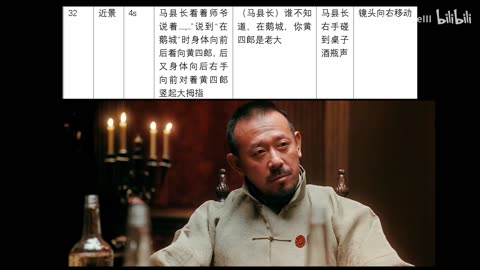 32
近景
4s
马县长看着师爷
说着……”说到“在
鹅城”时身体向前
后看向黄四郎，后
又身体向后右手
向前对着黄四郎
竖起大拇指
（马县长）谁不知
道，在鹅城，你黄
四郎是老大
马县长
右手碰
到桌子
酒瓶声
镜头向右移动
bilibili